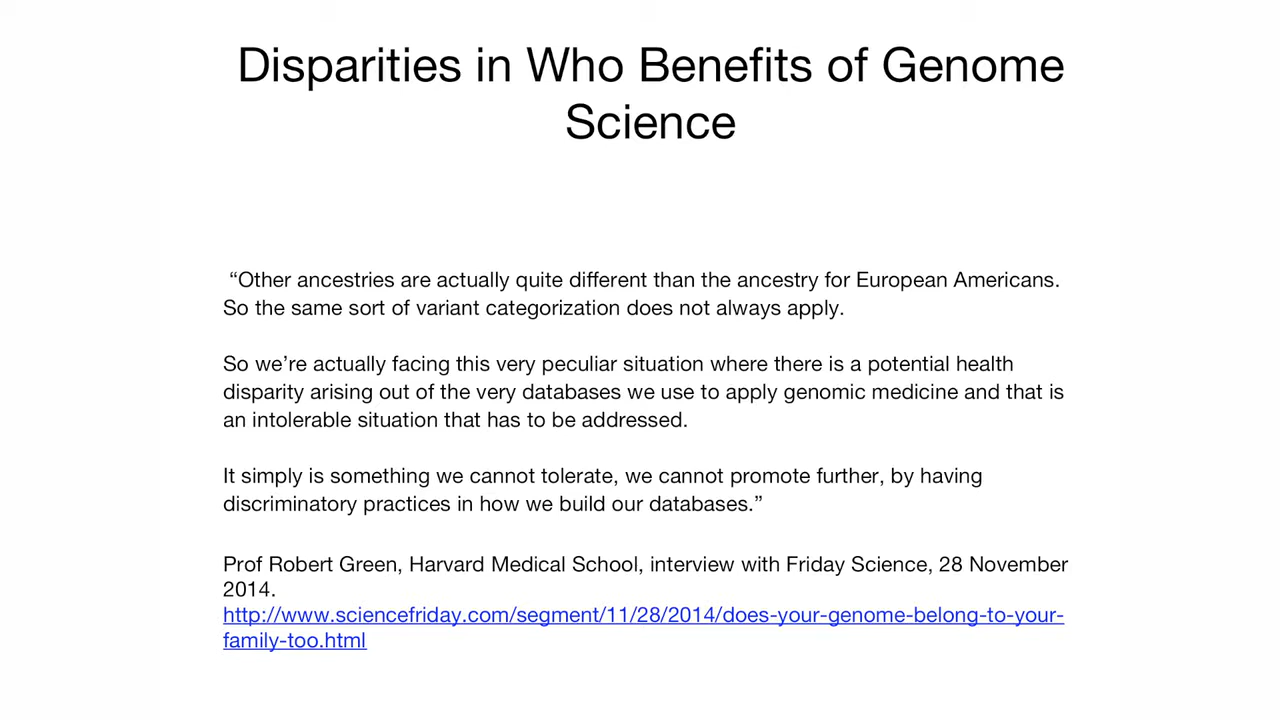 Disparities in Who Benefits of Genome
Science
“Other ancestries are actually quite different than the ancestry for European Americans.
So the same sort of variant categorization does not always apply.
So we’re actually facing this very peculiar situation where there is a potential health
disparity arising out of the very databases we use to apply genomic medicine and that is
an intolerable situation that has to be addressed.
It simply is something we cannot tolerate, we cannot promote further, by having
discriminatory practices in how we build our databases.”
Prof Robert Green, Harvard Medical School, interview with Friday Science, 28 November
2014.
http://www.sciencefriday.com/segment/11/28/2014/does-your-genome-belong-to-your-
family-too.html